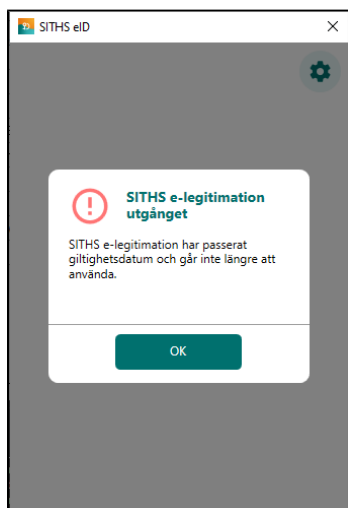 SITHS eID
SITHS e-legitimation
utgånget
SITHS e-legitimation har passerat
giltighetsdatum och går inte längre att
använda.
OK